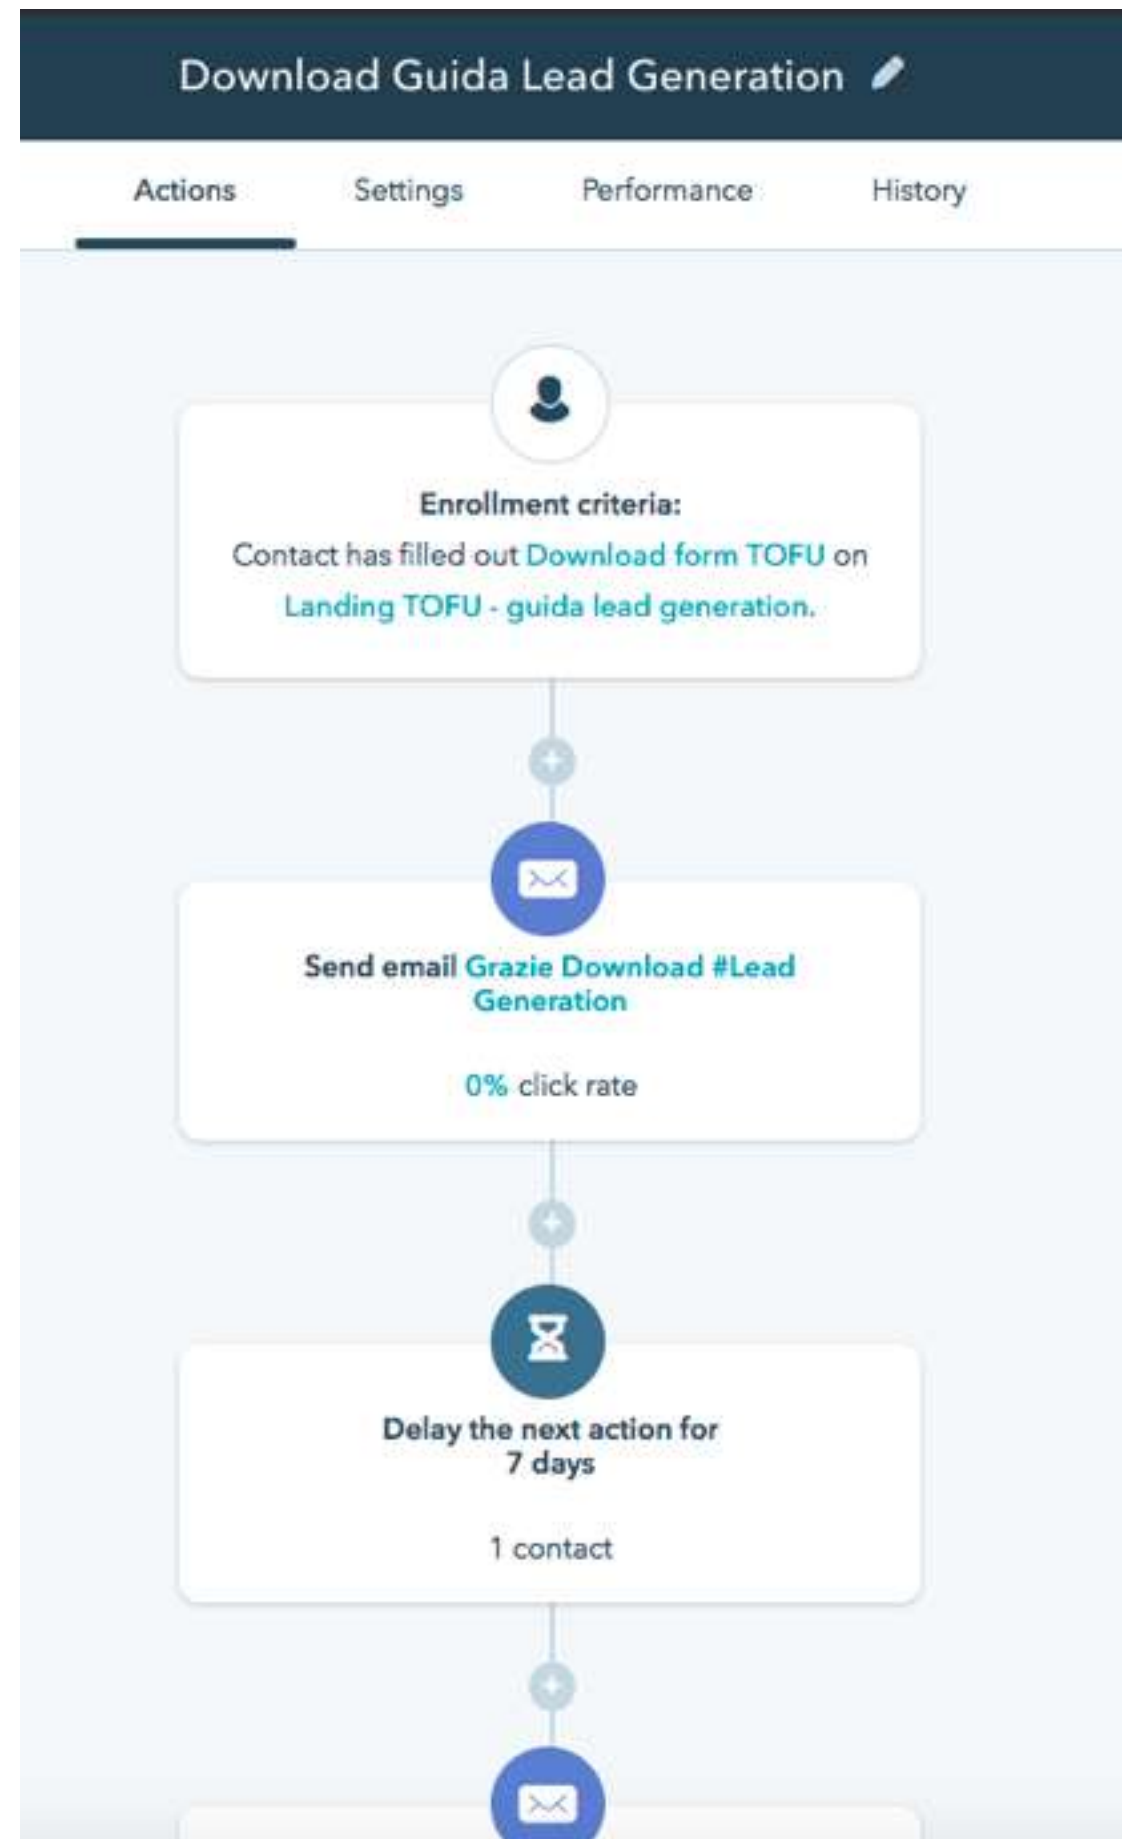 Download Guida Lead Generation
Actions Settings Performance History
Enrollment criteria:
Contact has filled out Download form TOFU on
Landing TOFU - guida lead generation.
Send email Grazie Download #Lead
Generation
0% click rate
Delay the next action for
7 days
1 contact